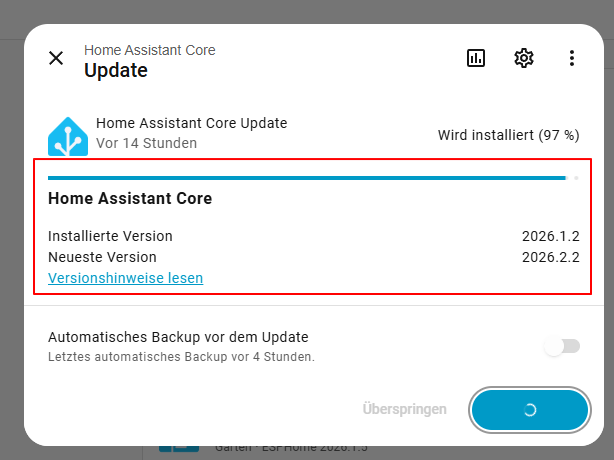 Home Assistant Core
Update
Home Assistant Core Update
Vor 14 Stunden
Wird installiert (97 %)
Home Assistant Core
Installierte Version 2026.1.2
Neueste Version 2026.2.2
Versionshinweise lesen
Automatisches Backup vor dem Update
Letztes automatisches Backup vor 4 Stunden.
Überspringen
Garten · ESPHome 2026.1.5